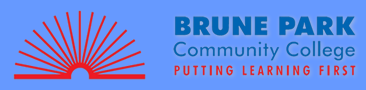 BRUNE PARK
Community College
PUTTING LEARNING FIRST